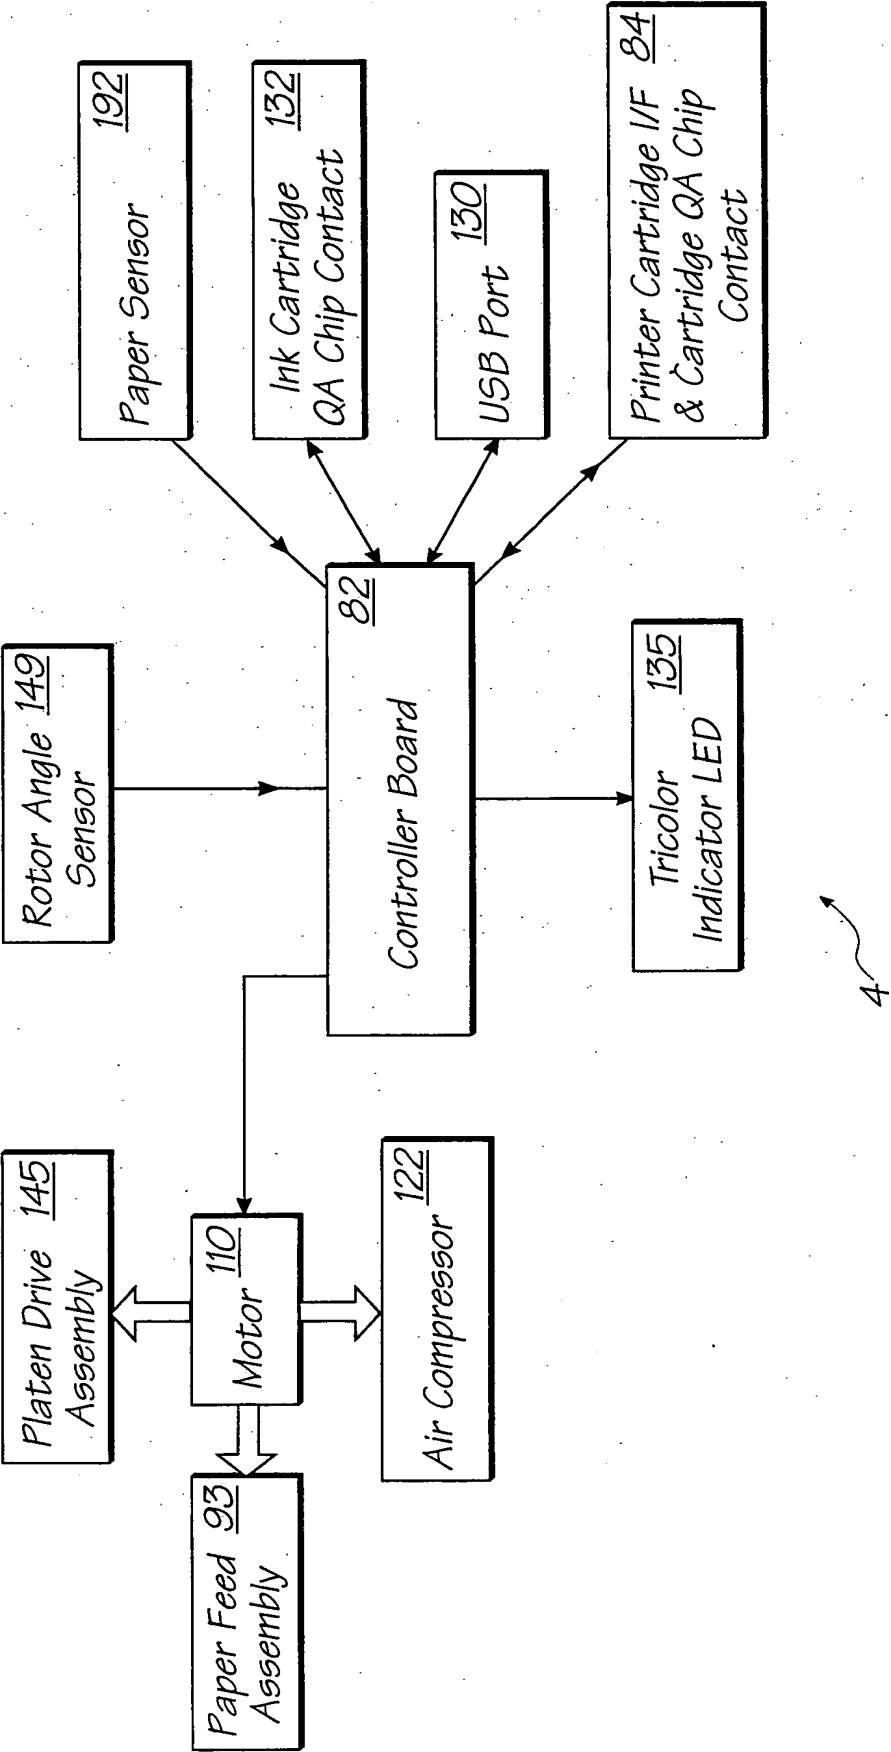 Platen Drive 145
Assembly
Rotor Angle 149
Sensor
Paper Sensor 192
Paper Feed 93
Assembly
Motor 110
Ink Cartridge 132
QA Chip Contact
Controller Board 82
Air Compressor 122
USB Port 130
Tricolor 135
Indicator LED
Printer Cartridge I/F 84
& Cartridge QA Chip
Contact
4